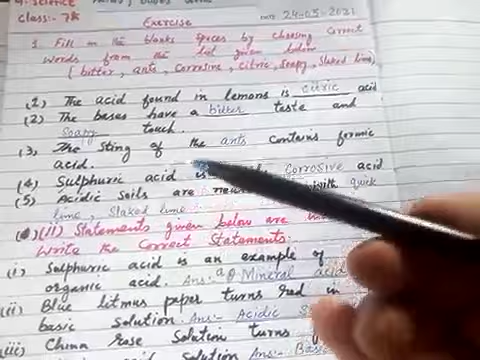 Science
Class:- 7th Exercise DATE 24-05-2021
1. Fill in the blanks spaces by choosing correct
words from the list given below
(bitter, ants, corrosive, citric, soapy, slaked lime)
(1) The acid found in lemons is citric acid
(2) The bases have a bitter taste and
Soapy touch.
(3) The sting of the ants contains formic
acid.
(4) Sulphuric acid is Corrosive acid
(5) Acidic soils are with quick
lime, slaked lime
(II) Statements given below are
Write the Correct Statements.
(i) Sulphuric acid is an example of
organic acid. Ans:- Mineral acid
(ii) Blue litmus paper turns red in
basic solution. Ans:- Acidic
(iii) China rose solution turns
solution Ans:-